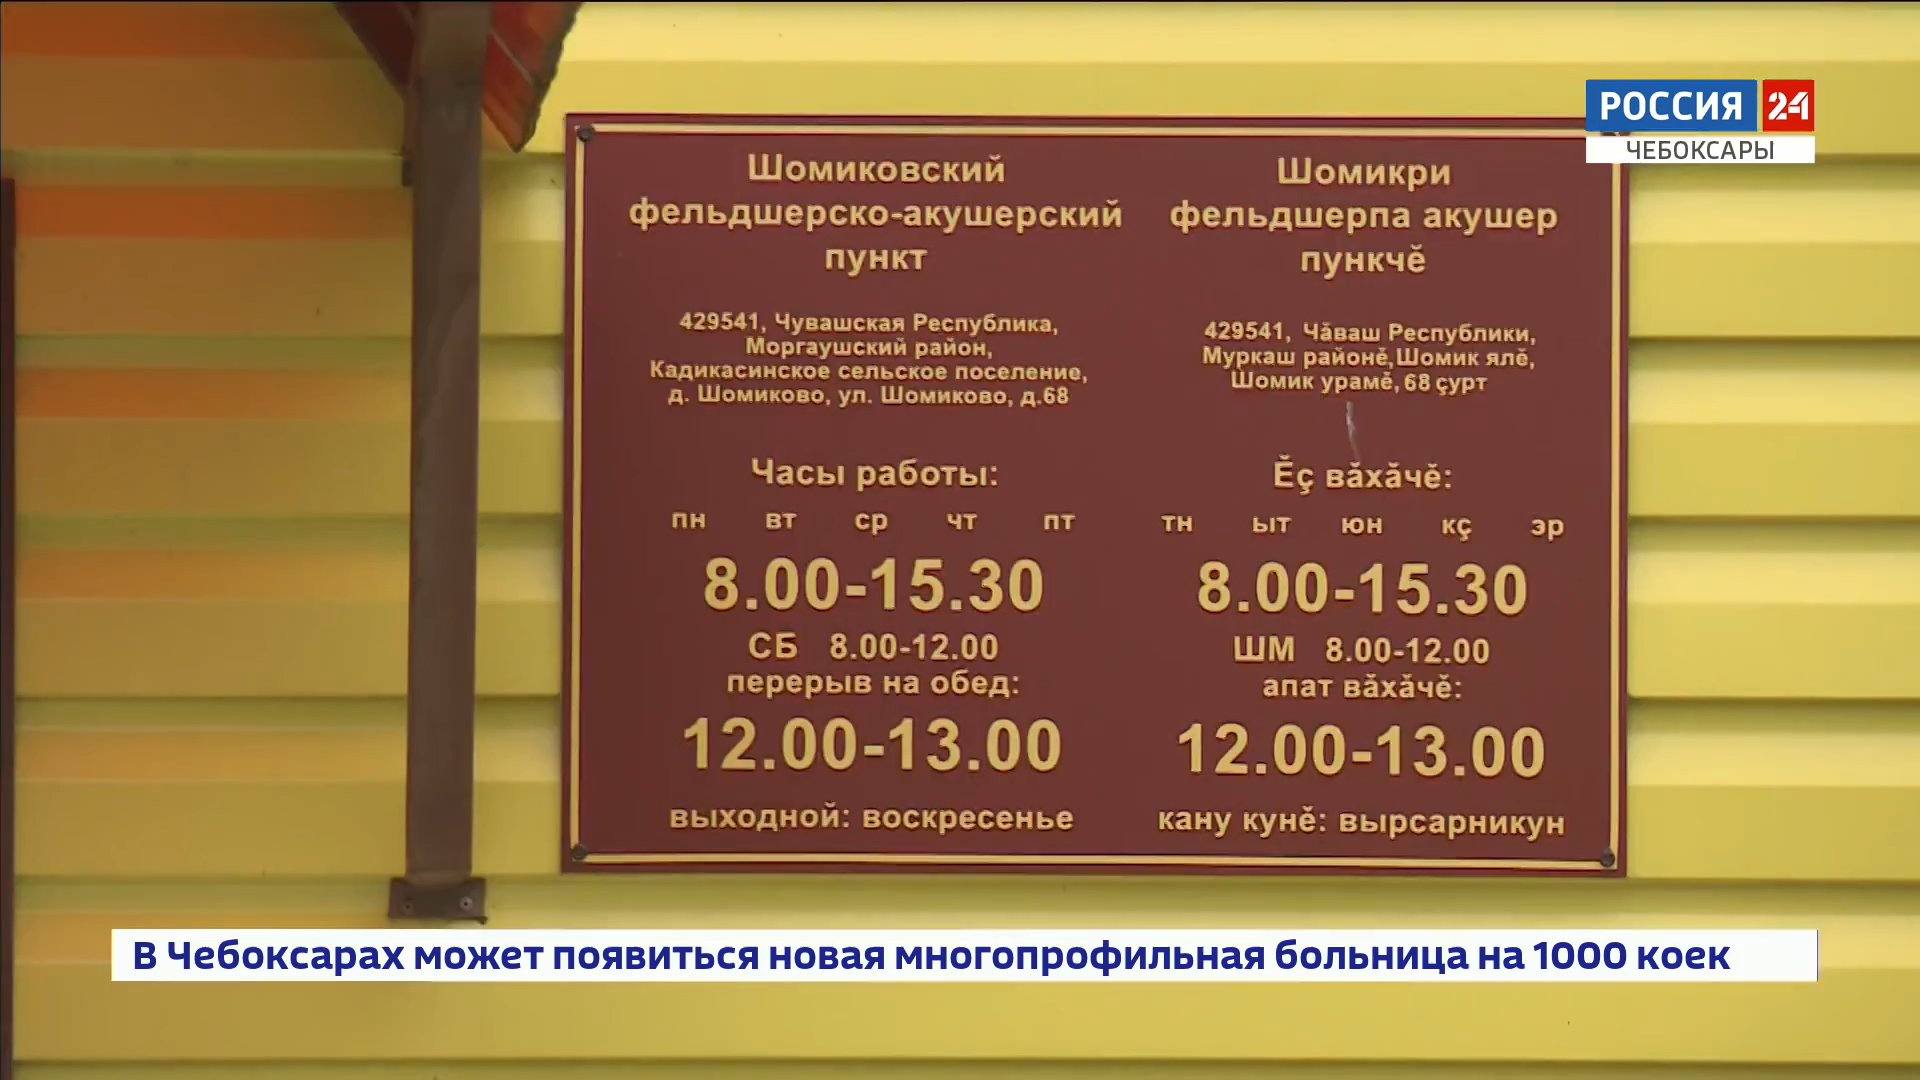 РОССИЯ 24
ЧЕБОКСАРЫ
Шомиковский
фельдшерско-акушерский
пункт
429541, Чувашская Республика,
Моргаушский район,
Кадикасинское сельское поселение,
д. Шомиково, ул. Шомиково, д.68
Часы работы:
пн вт ср чт пт
8.00-15.30
СБ 8.00-12.00
перерыв на обед:
12.00-13.00
выходной: воскресенье
Шомикри
фельдшерпа акушер
пункчӗ
429541, Чӑваш Республики,
Муркаш районӗ,Шомик ялӗ,
Шомик урамӗ, 68 ҫурт
Ӗҫ вӑхӑчӗ:
тн ыт юн кҫ эр
8.00-15.30
ШМ 8.00-12.00
апат вӑхӑчӗ:
12.00-13.00
кану кунӗ: вырсарникун
В Чебоксарах может появиться новая многопрофильная больница на 1000 коек